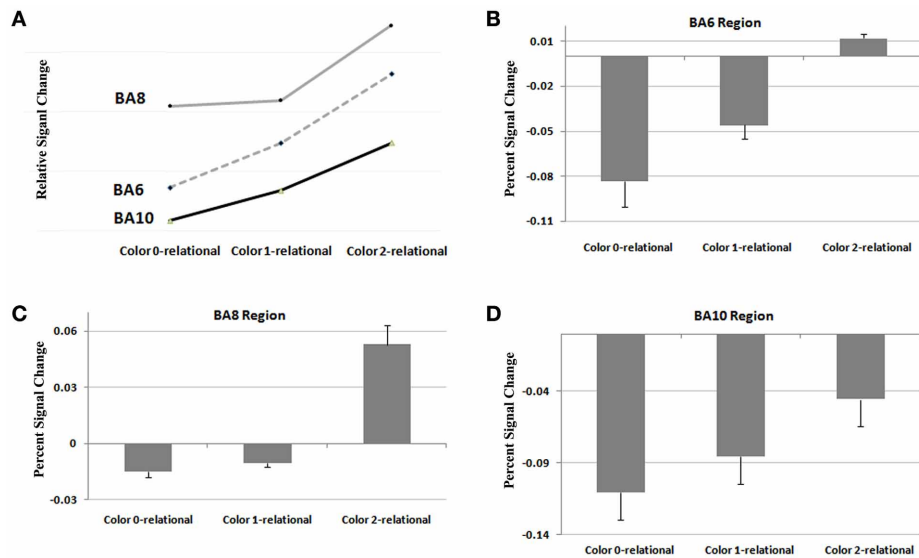 A
Relative Siganl Change
BA8
BA6
BA10
Color 0-relational
Color 1-relational
Color 2-relational
B
BA6 Region
Percent Signal Change
0.01
-0.02
-0.05
-0.08
-0.11
Color 0-relational
Color 1-relational
Color 2-relational
C
BA8 Region
Percent Signal Change
0.06
0.03
0
-0.03
Color 0-relational
Color 1-relational
Color 2-relational
D
BA10 Region
Percent Signal Change
-0.04
-0.09
-0.14
Color 0-relational
Color 1-relational
Color 2-relational